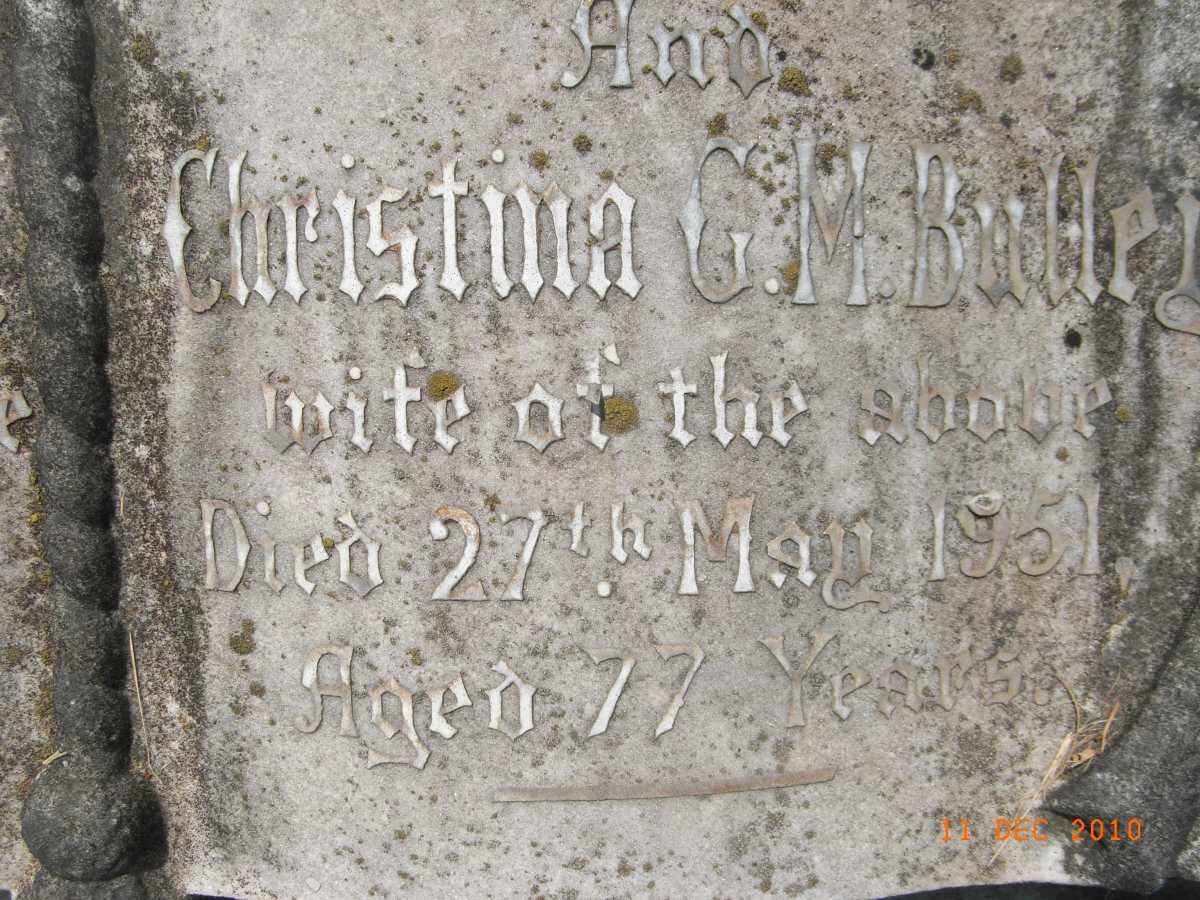 And
Christina G. M. Bulley
wife of the above
Died 27th. May 1951,
Aged 77 Years.
11 DEC 2010